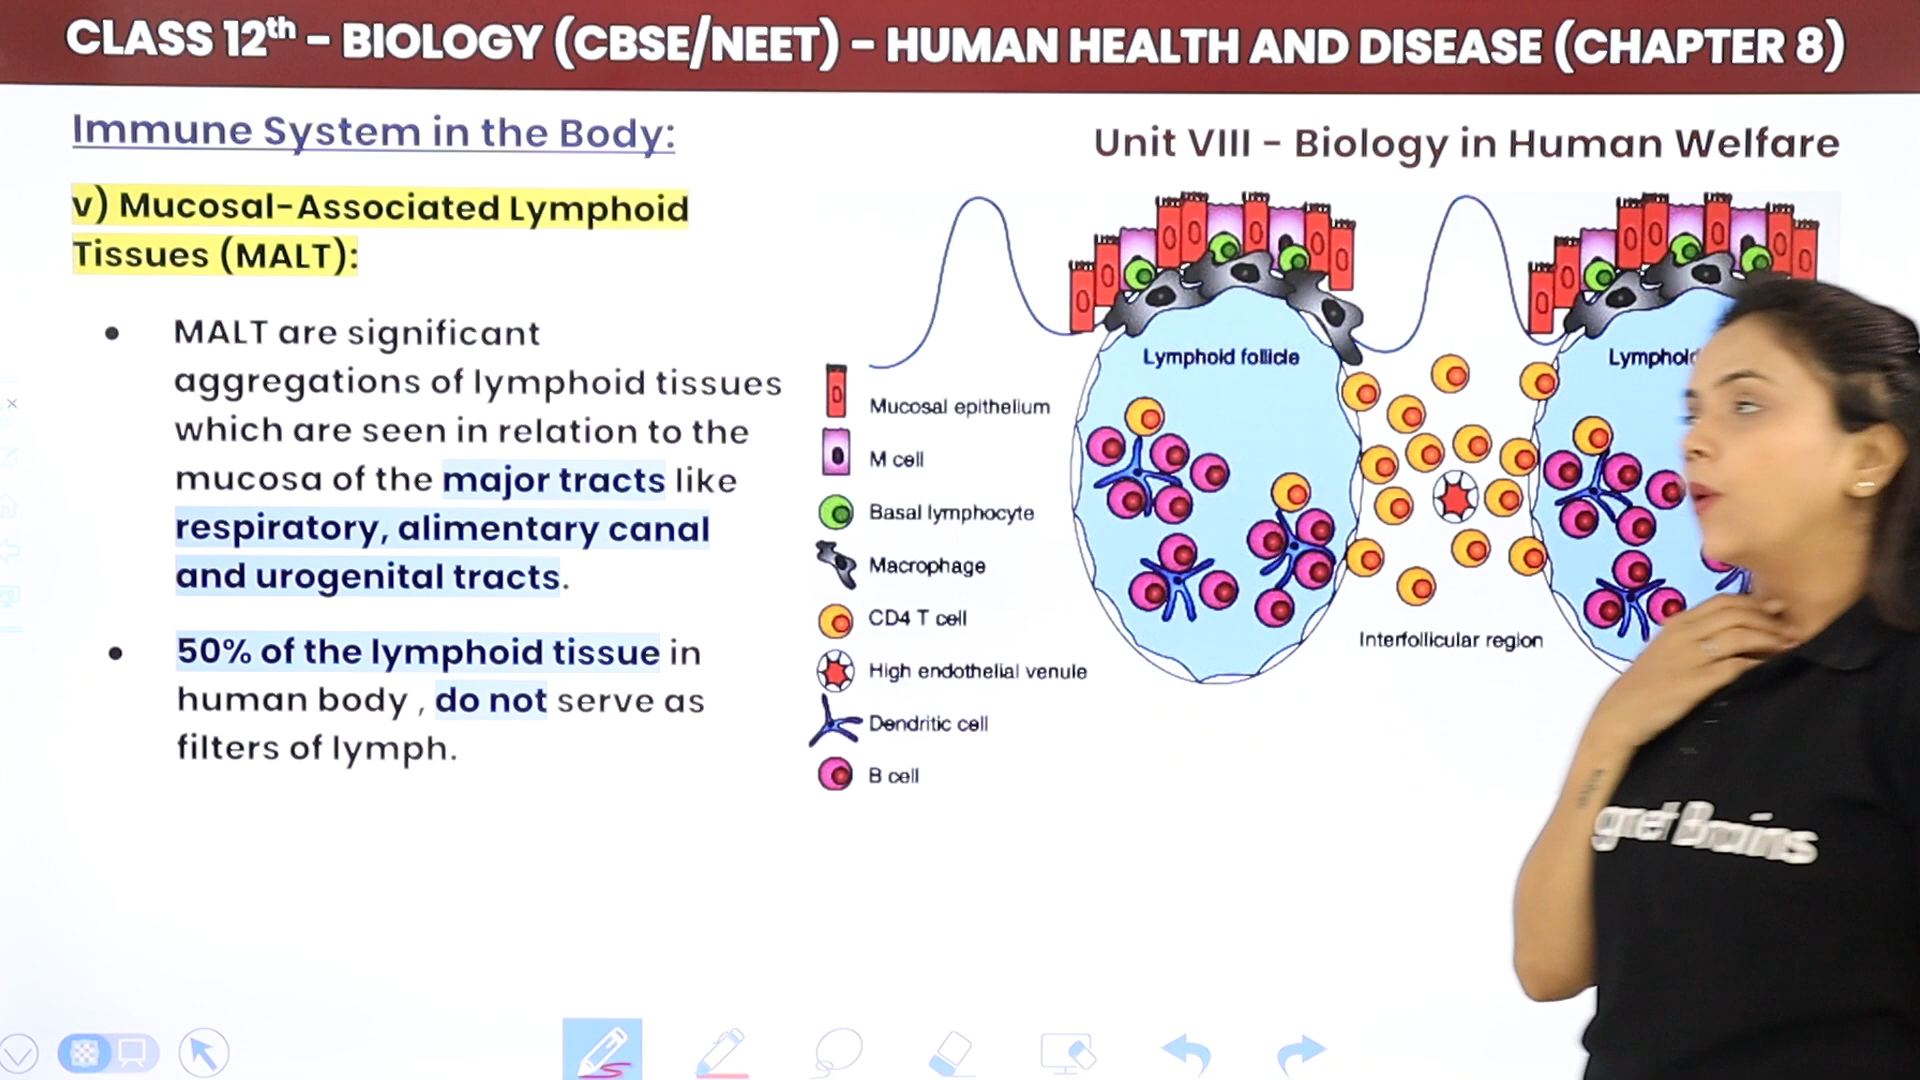 CLASS 12th – BIOLOGY (CBSE/NEET) – HUMAN HEALTH AND DISEASE (CHAPTER 8)
Immune System in the Body:
Unit VIII – Biology in Human Welfare
v) Mucosal-Associated Lymphoid
Tissues (MALT):
• MALT are significant
aggregations of lymphoid tissues
which are seen in relation to the
mucosa of the major tracts like
respiratory, alimentary canal
and urogenital tracts.
• 50% of the lymphoid tissue in
human body , do not serve as
filters of lymph.
Mucosal epithelium
M cell
Basal lymphocyte
Macrophage
CD4 T cell
High endothelial venule
Dendritic cell
B cell
Lymphoid follicle
Interfollicular region
gnet Brains